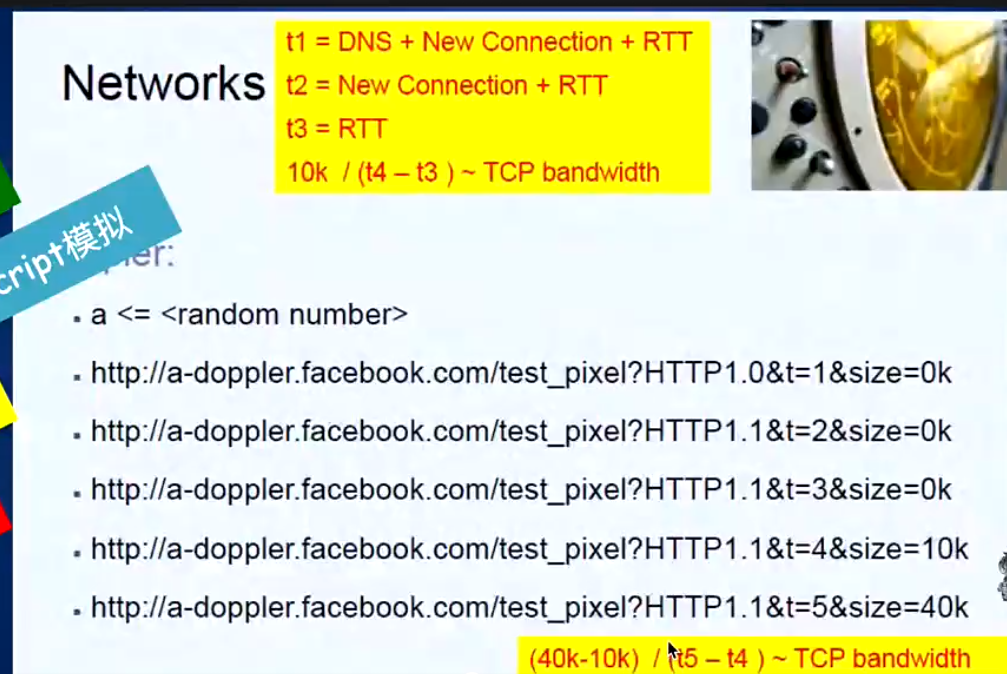 t1 = DNS + New Connection + RTT
Networks
t2 = New Connection + RTT
t3 = RTT
10k / (t4 – t3 ) ~ TCP bandwidth
cript模拟
er:
a <= <random number>
http://a-doppler.facebook.com/test_pixel?HTTP1.0&t=1&size=0k
http://a-doppler.facebook.com/test_pixel?HTTP1.1&t=2&size=0k
http://a-doppler.facebook.com/test_pixel?HTTP1.1&t=3&size=0k
http://a-doppler.facebook.com/test_pixel?HTTP1.1&t=4&size=10k
http://a-doppler.facebook.com/test_pixel?HTTP1.1&t=5&size=40k
(40k-10k) / (t5 – t4 ) ~ TCP bandwidth